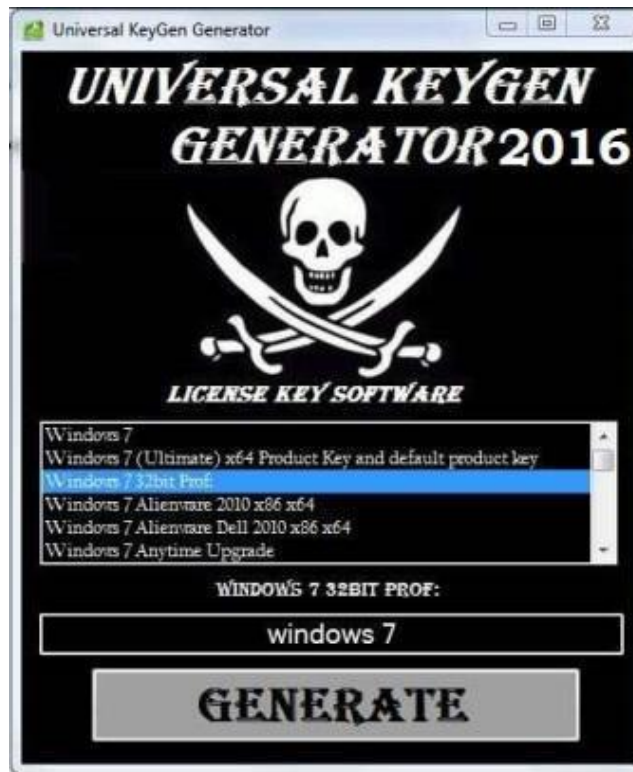 Universal KeyGen Generator
UNIVERSAL KEYGEN
GENERATOR 2016
LICENSE KEY SOFTWARE
Windows 7
Windows 7 (Ultimate) x64 Product Key and default product key
Windows 7 32bit Prof:
Windows 7 Alienware 2010 x86 x64
Windows 7 Alienware Dell 2010 x86 x64
Windows 7 Anytime Upgrade
WINDOWS 7 32BIT PROF:
windows 7
GENERATE